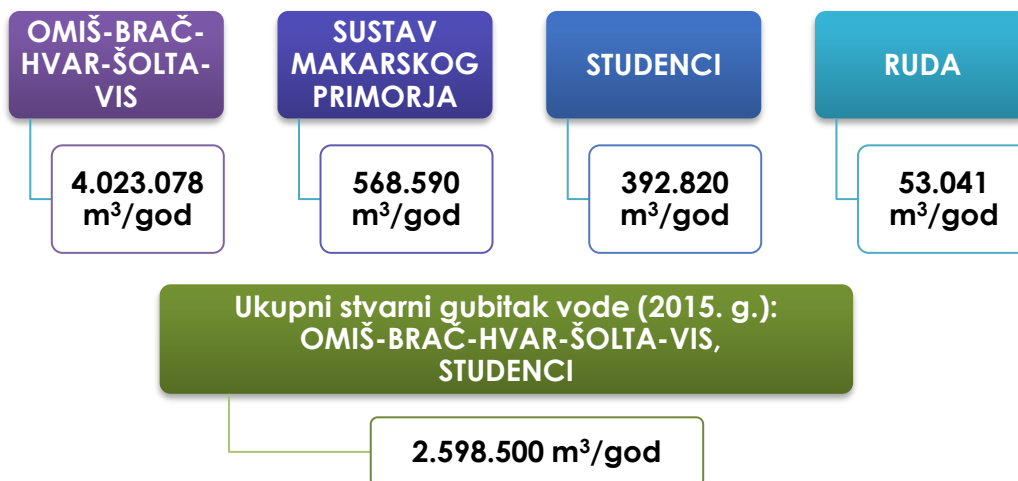 OMIŠ-BRAČ-
HVAR-ŠOLTA-
VIS
4.023.078
m³/god
SUSTAV
MAKARSKOG
PRIMORJA
568.590
m³/god
STUDENCI
392.820
m³/god
RUDA
53.041
m³/god
Ukupni stvarni gubitak vode (2015. g.):
OMIŠ-BRAČ-HVAR-ŠOLTA-VIS,
STUDENCI
2.598.500 m³/god